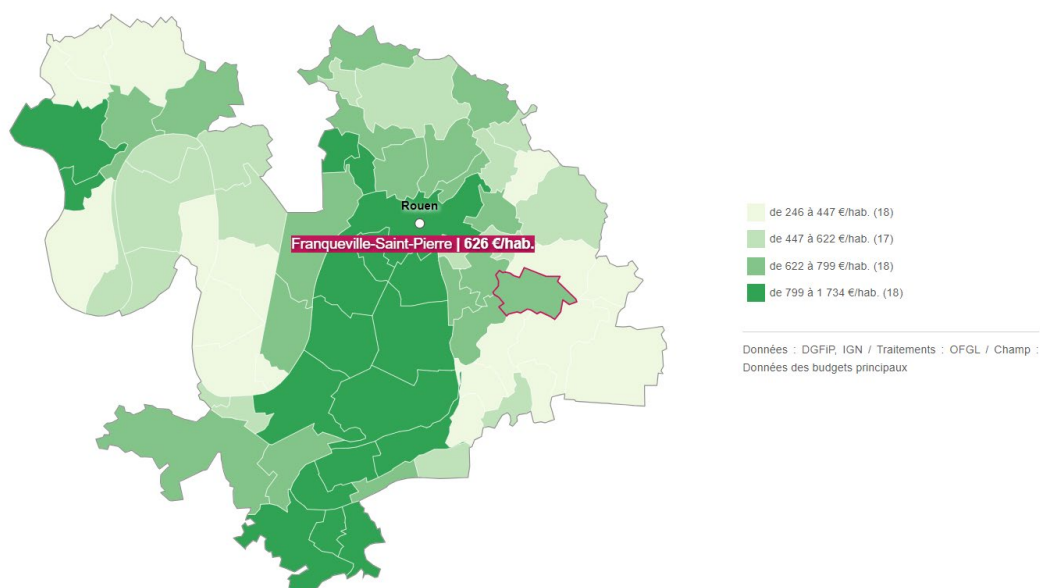 Rouen
Franqueville-Saint-Pierre | 626 €/hab.
de 246 à 447 €/hab. (18)
de 447 à 622 €/hab. (17)
de 622 à 799 €/hab. (18)
de 799 à 1 734 €/hab. (18)
Données : DGFiP, IGN / Traitements : OFGL / Champ :
Données des budgets principaux